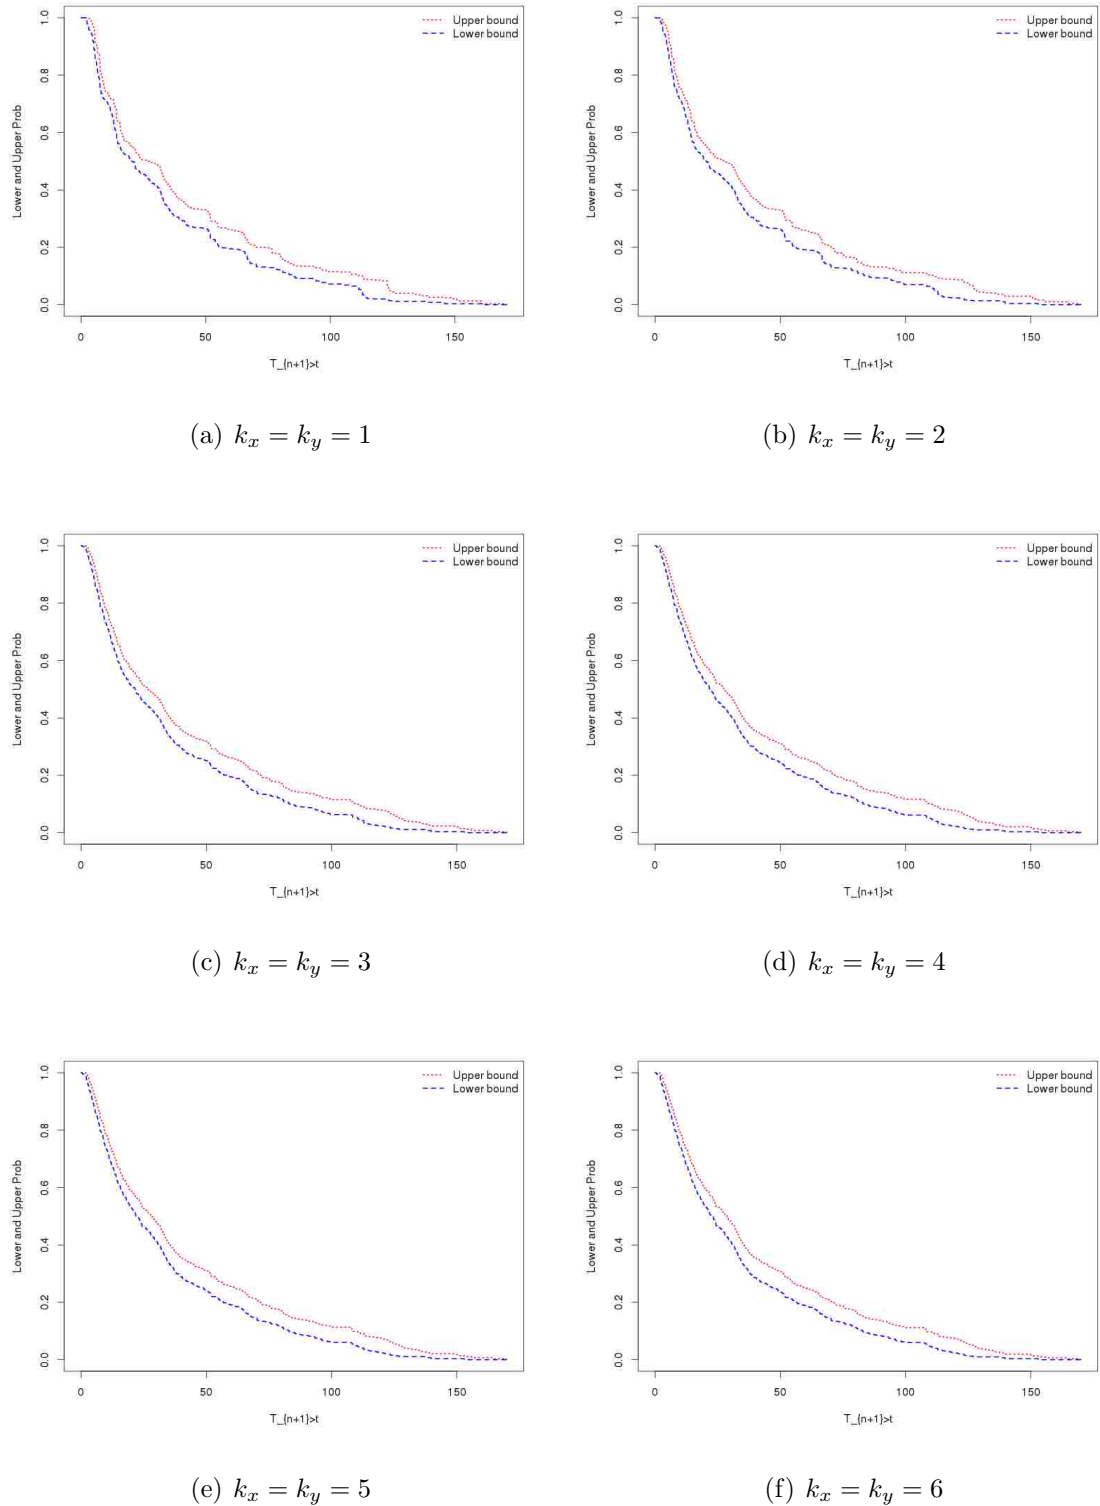 Upper bound
Lower bound
Lower and Upper Prob
1.0
0.8
0.6
0.4
0.2
0.0
0 50 100 150
T_{n+1}>t
(a) k_x = k_y = 1
Upper bound
Lower bound
Lower and Upper Prob
1.0
0.8
0.6
0.4
0.2
0.0
0 50 100 150
T_{n+1}>t
(b) k_x = k_y = 2
Upper bound
Lower bound
Lower and Upper Prob
1.0
0.8
0.6
0.4
0.2
0.0
0 50 100 150
T_{n+1}>t
(c) k_x = k_y = 3
Upper bound
Lower bound
Lower and Upper Prob
1.0
0.8
0.6
0.4
0.2
0.0
0 50 100 150
T_{n+1}>t
(d) k_x = k_y = 4
Upper bound
Lower bound
Lower and Upper Prob
1.0
0.8
0.6
0.4
0.2
0.0
0 50 100 150
T_{n+1}>t
(e) k_x = k_y = 5
Upper bound
Lower bound
Lower and Upper Prob
1.0
0.8
0.6
0.4
0.2
0.0
0 50 100 150
T_{n+1}>t
(f) k_x = k_y = 6